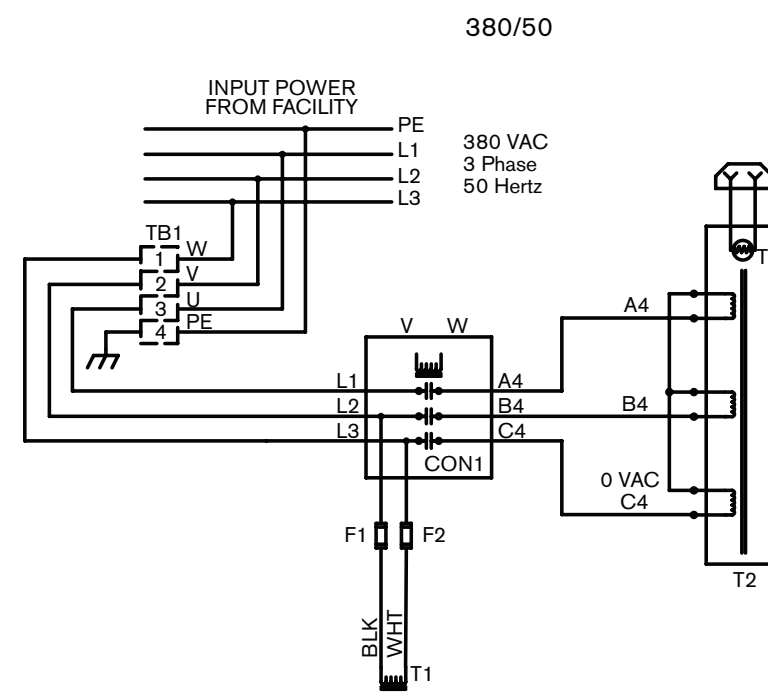 380/50
INPUT POWER
FROM FACILITY
PE
L1
L2
L3
380 VAC
3 Phase
50 Hertz
TB1
1 W
2 V
3 U
4 PE
V W
L1
L2
L3
A4
B4
C4
CON1
A4
B4
0 VAC
C4
T
T2
F1
F2
BLK
WHT
T1